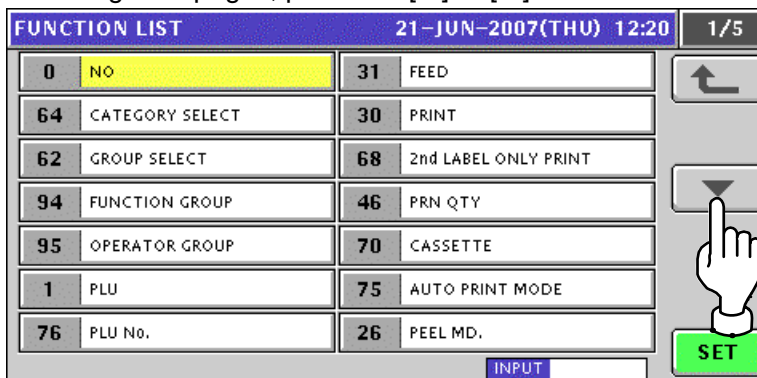 FUNCTION LIST 21-JUN-2007(THU) 12:20 1/5
0 NO 31 FEED
64 CATEGORY SELECT 30 PRINT
62 GROUP SELECT 68 2nd LABEL ONLY PRINT
94 FUNCTION GROUP 46 PRN QTY
95 OPERATOR GROUP 70 CASSETTE
1 PLU 75 AUTO PRINT MODE
76 PLU No. 26 PEEL MD.
SET
INPUT